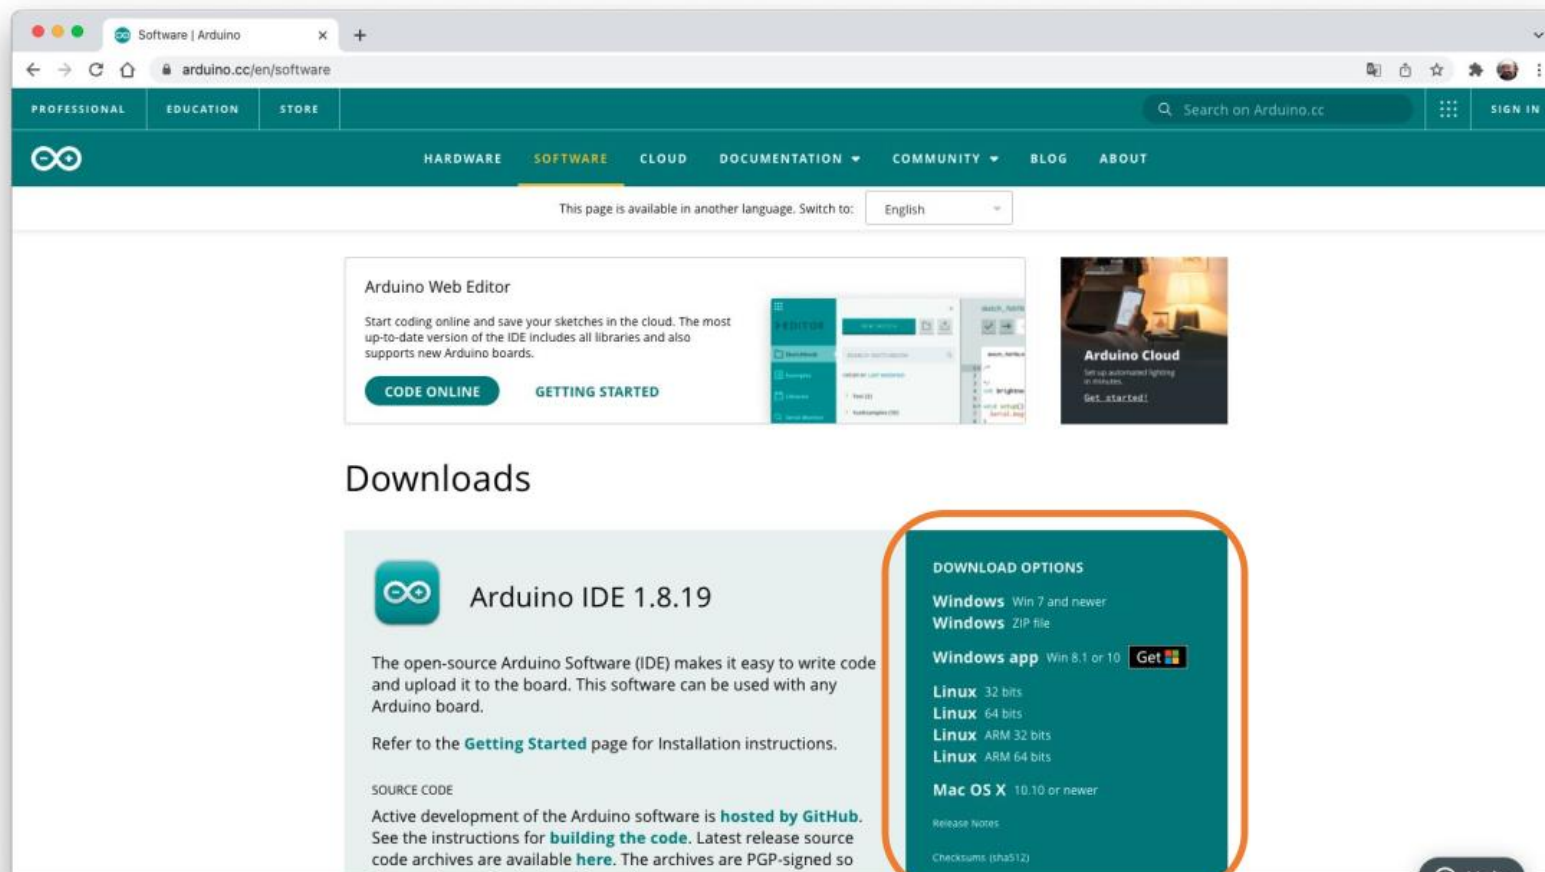 Software | Arduino
arduino.cc/en/software
PROFESSIONAL EDUCATION STORE
Search on Arduino.cc
SIGN IN
HARDWARE SOFTWARE CLOUD DOCUMENTATION COMMUNITY BLOG ABOUT
This page is available in another language. Switch to: English
Arduino Web Editor
Start coding online and save your sketches in the cloud. The most
up-to-date version of the IDE includes all libraries and also
supports new Arduino boards.
CODE ONLINE GETTING STARTED
Arduino Cloud
Set up automated lighting
in minutes.
Get started!
Downloads
Arduino IDE 1.8.19
The open-source Arduino Software (IDE) makes it easy to write code
and upload it to the board. This software can be used with any
Arduino board.
Refer to the Getting Started page for Installation instructions.
SOURCE CODE
Active development of the Arduino software is hosted by GitHub.
See the instructions for building the code. Latest release source
code archives are available here. The archives are PGP-signed so
DOWNLOAD OPTIONS
Windows Win 7 and newer
Windows ZIP file
Windows app Win 8.1 or 10 Get
Linux 32 bits
Linux 64 bits
Linux ARM 32 bits
Linux ARM 64 bits
Mac OS X 10.10 or newer
Release Notes
Checksums (sha512)